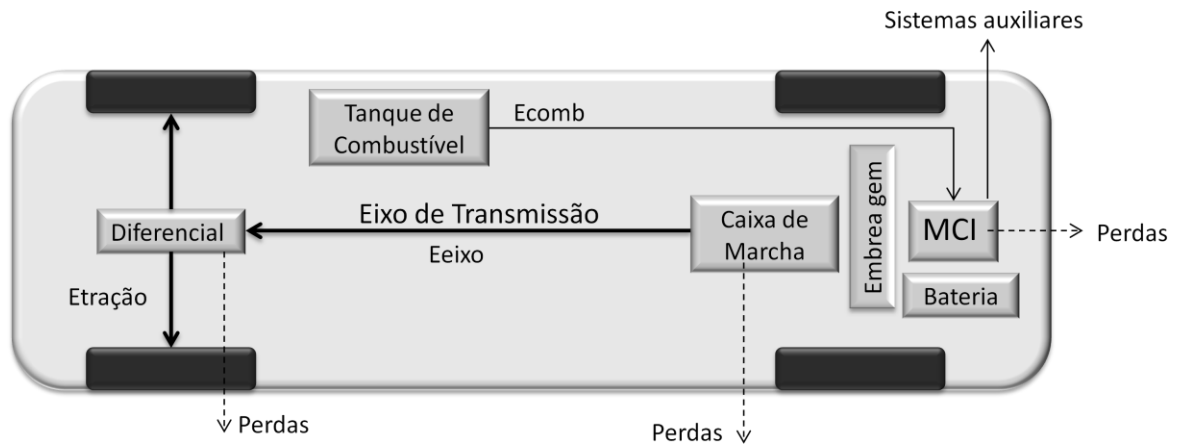 Sistemas auxiliares
Tanque de
Combustível
Ecomb
Embrea gem
Eixo de Transmissão
Eeixo
Caixa de
Marcha
MCI
Perdas
Diferencial
Etração
Bateria
Perdas
Perdas